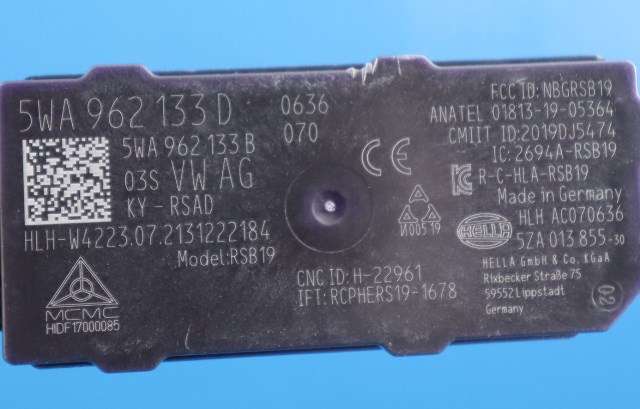 5WA 962 133 D
0636
070
5WA 962 133 B
03S VW AG
KY - RSAD
HLH-W4223.07.2131222184
Model:RSB19
MCMC
HIDF17000085
CE
CNC ID: H-22961
IFT: RCPHERS19-1678
FCC ID: NBGRSB19
ANATEL 01813-19-05364
CMIIT ID:2019DJ5474
IC:2694A-RSB19
R-C-HLA-RSB19
Made in Germany
HLH AC070636
HELLA
5ZA 013 855-30
HELLA GmbH & Co. KGaA
Rixbecker Straße 75
59552 Lippstadt
Germany
02